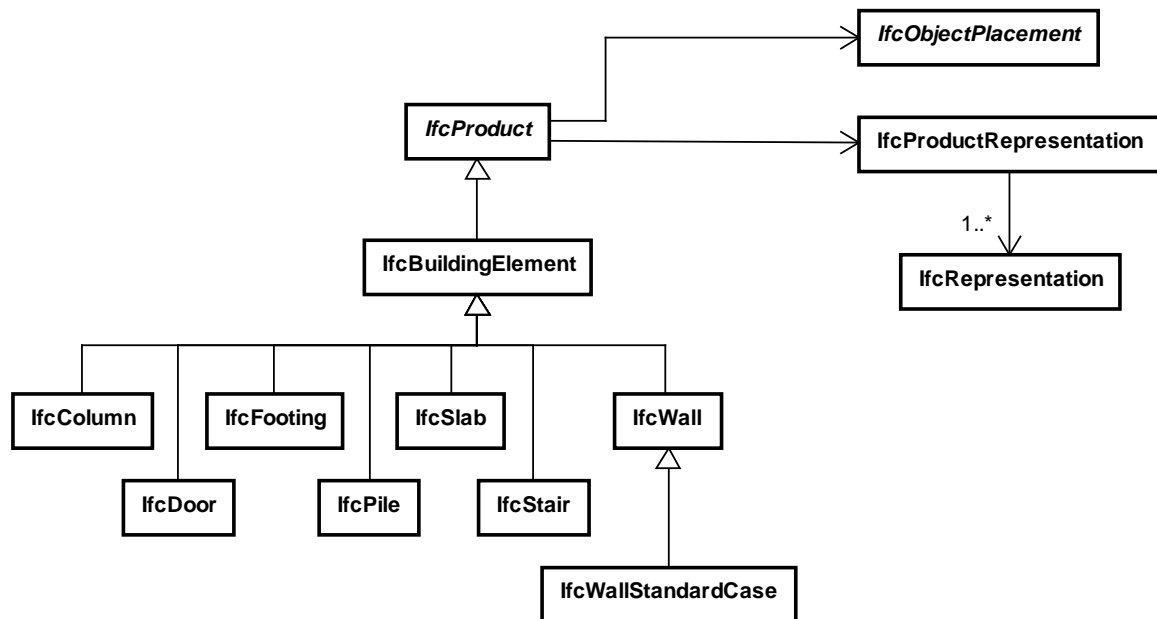 IfcObjectPlacement
IfcProduct
IfcProductRepresentation
1..*
IfcBuildingElement
IfcRepresentation
IfcColumn
IfcFooting
IfcSlab
IfcWall
IfcDoor
IfcPile
IfcStair
IfcWallStandardCase